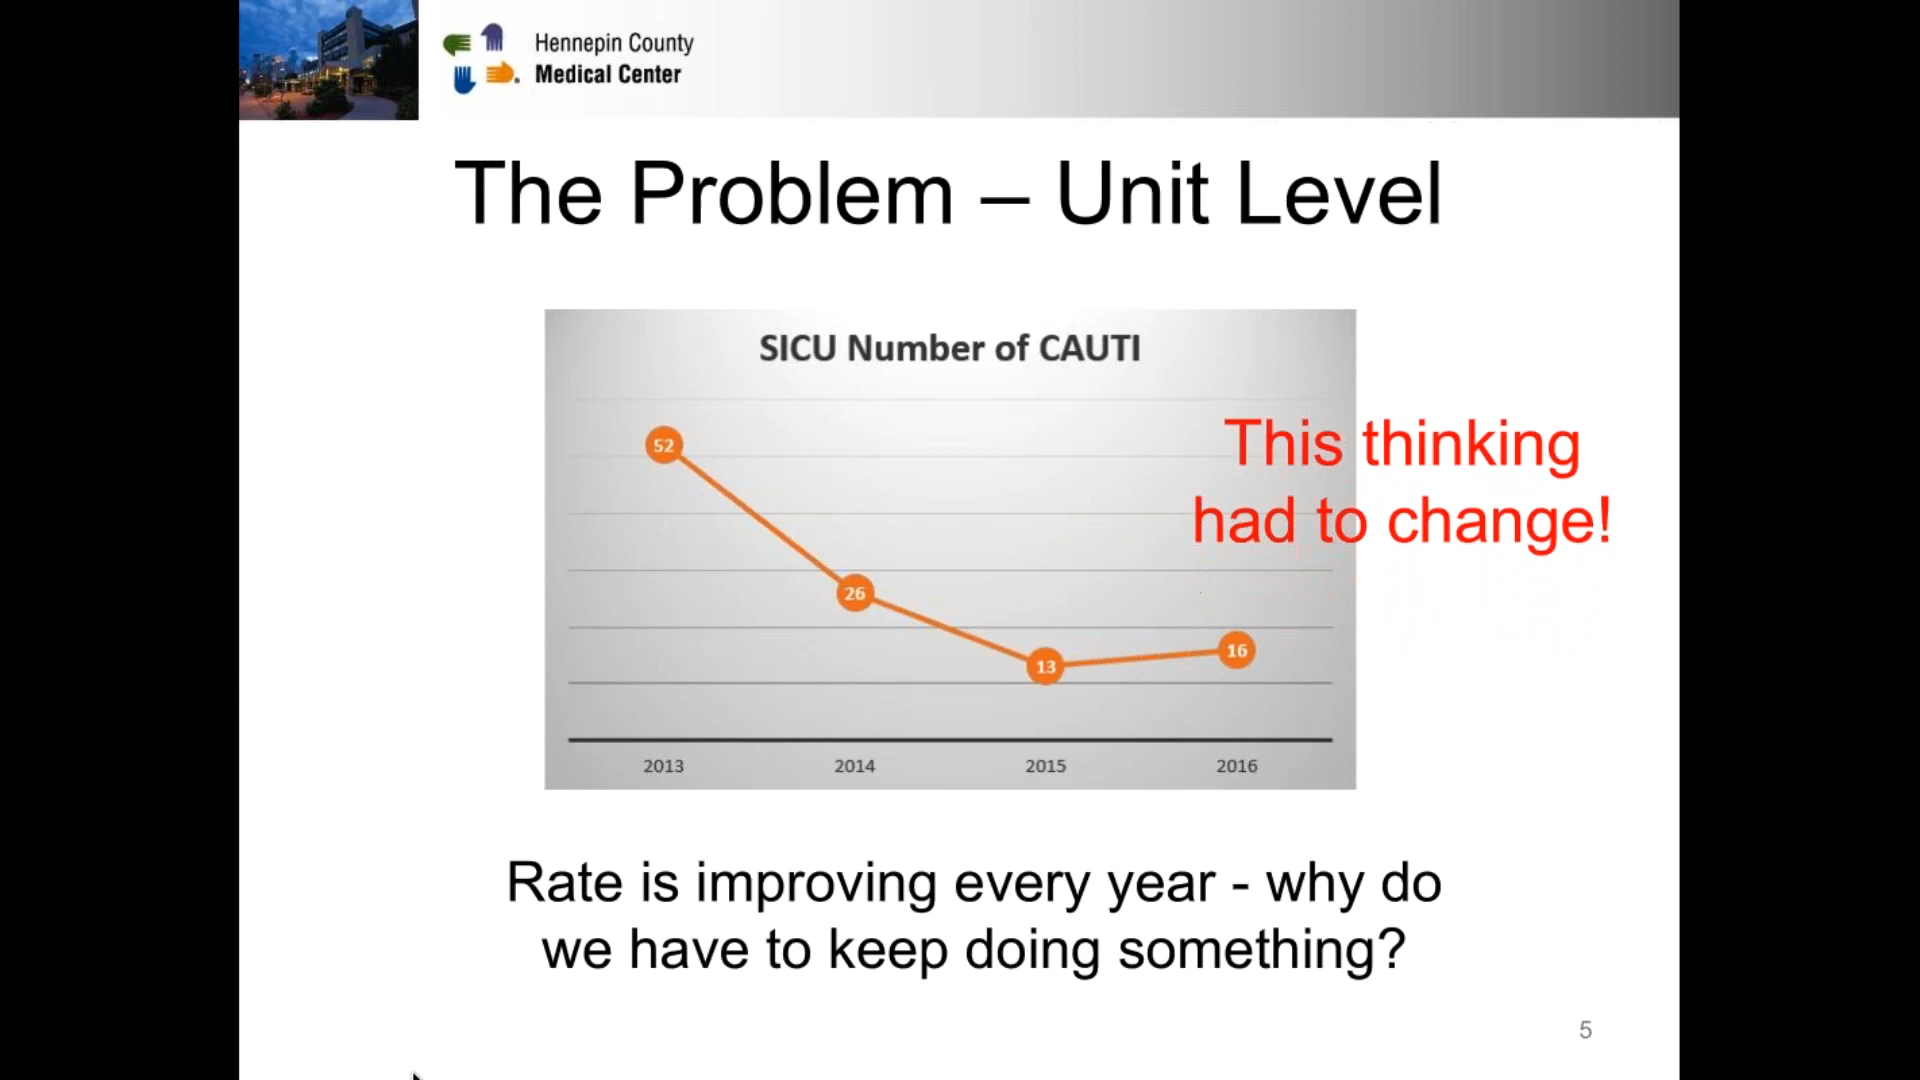 Hennepin County
Medical Center
The Problem – Unit Level
SICU Number of CAUTI
This thinking
had to change!
52
26
13
16
2013 2014 2015 2016
Rate is improving every year - why do
we have to keep doing something?
5